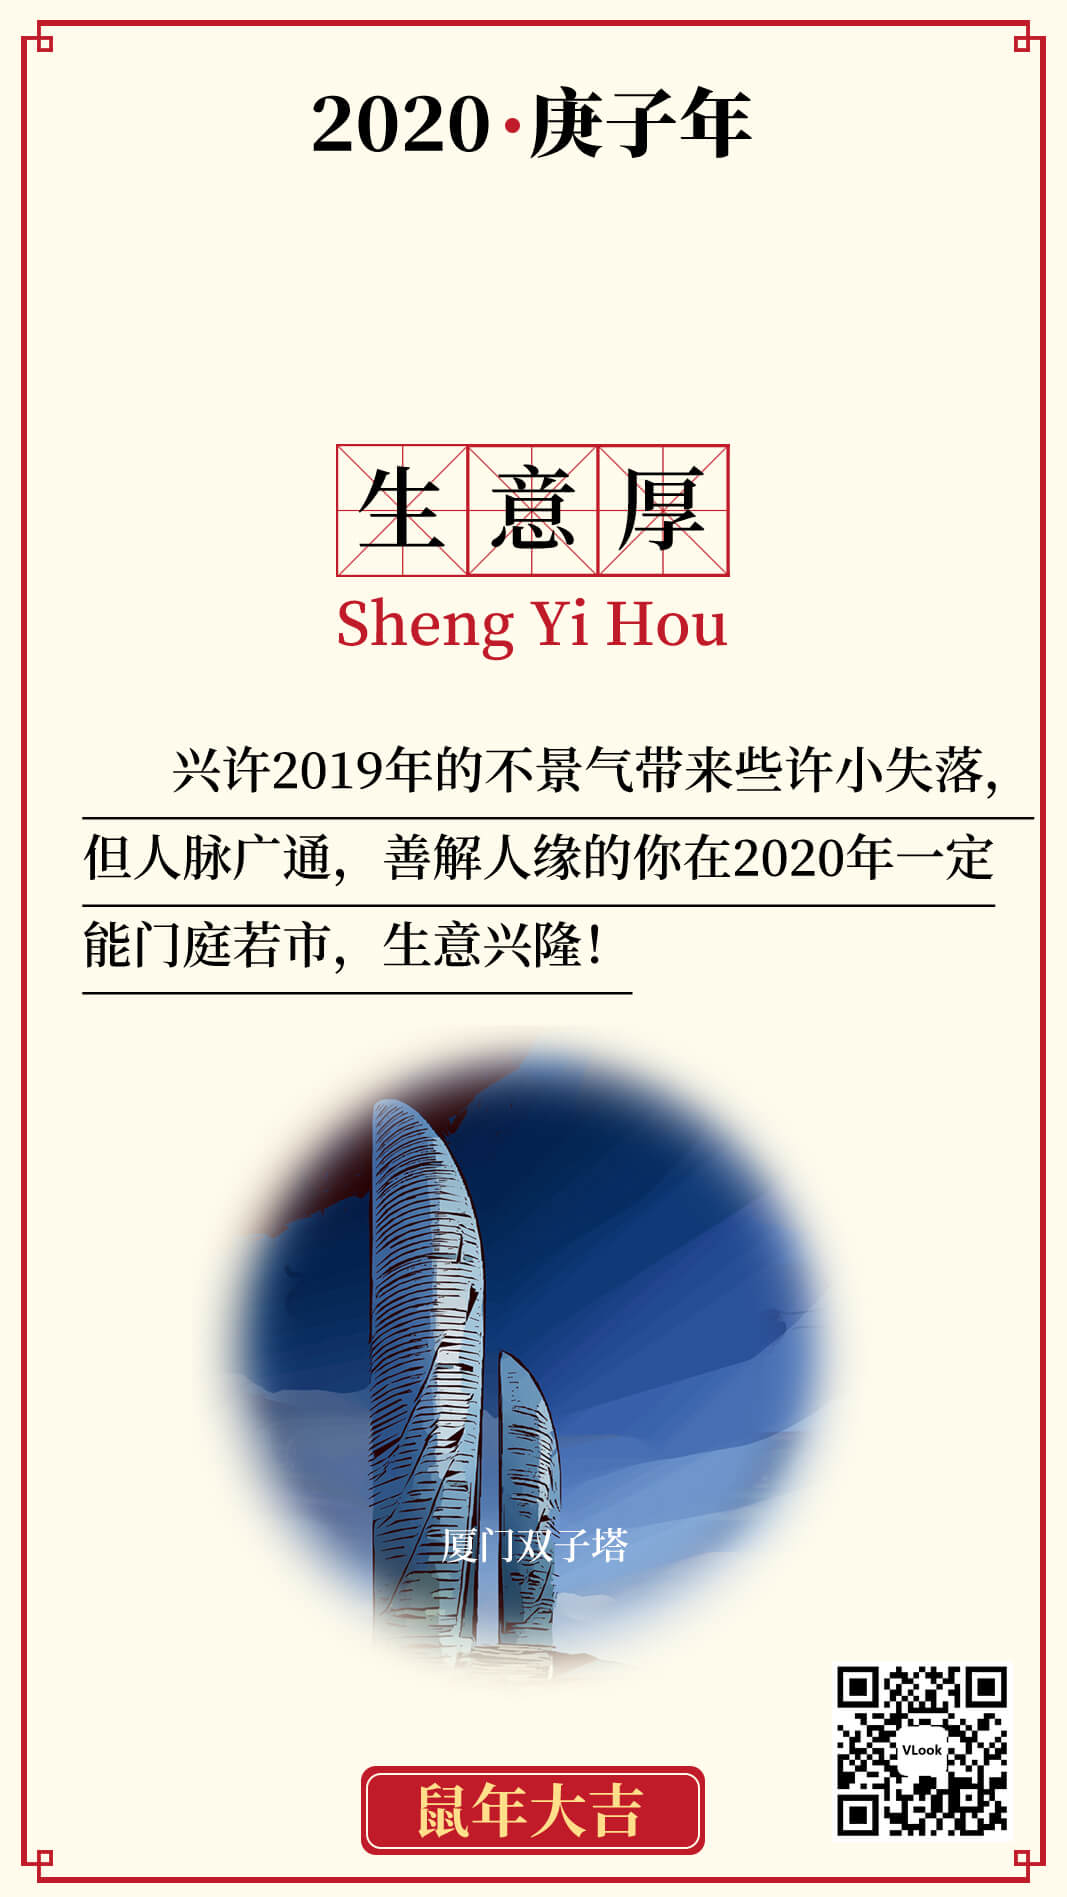 2020·庚子年
生意厚
Sheng Yi Hou
兴许2019年的不景气带来些许小失落，
但人脉广通，善解人缘的你在2020年一定
能门庭若市，生意兴隆！
厦门双子塔
VLook
鼠年大吉